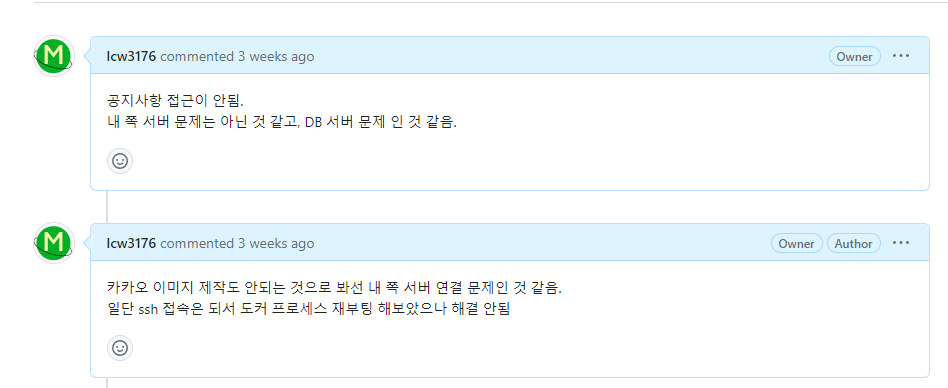 M
lcw3176 commented 3 weeks ago Owner ...
공지사항 접근이 안됨.
내 쪽 서버 문제는 아닌 것 같고, DB 서버 문제 인 것 같음.
M
lcw3176 commented 3 weeks ago Owner Author ...
카카오 이미지 제작도 안되는 것으로 봐선 내 쪽 서버 연결 문제인 것 같음.
일단 ssh 접속은 되서 도커 프로세스 재부팅 해보았으나 해결 안됨